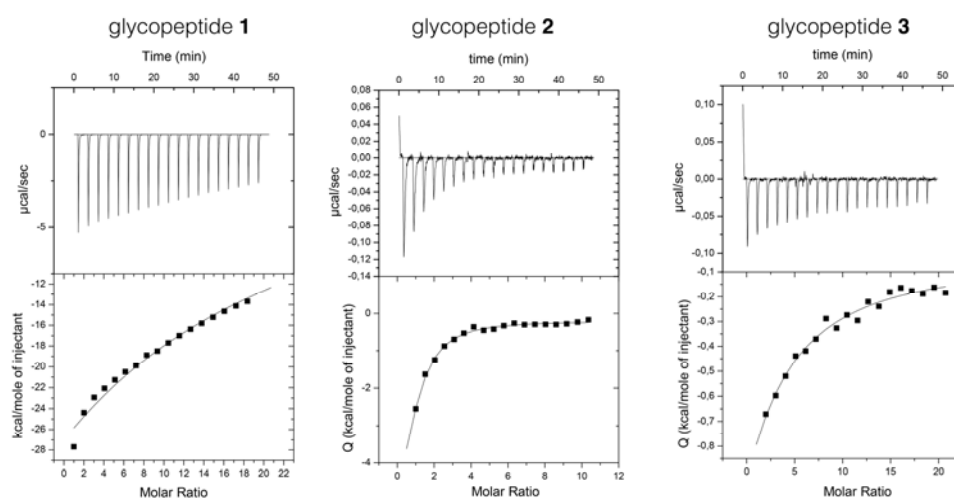 glycopeptide 1
Time (min)
0 10 20 30 40 50
0
-5
µcal/sec
-12
-14
-16
-18
-20
-22
-24
-26
-28
kcal/mole of injectant
0 2 4 6 8 10 12 14 16 18 20 22
Molar Ratio
glycopeptide 2
time (min)
0 10 20 30 40 50
0,08
0,06
0,04
0,02
0,00
-0,02
-0,04
-0,06
-0,08
-0,10
-0,12
-0,14
µcal/sec
0
-2
-4
Q (kcal/mole of injectant)
0 2 4 6 8 10 12
Molar Ratio
glycopeptide 3
time (min)
0 10 20 30 40 50
0,10
0,05
0,00
-0,05
-0,10
-0,1
µcal/sec
-0,2
-0,3
-0,4
-0,5
-0,6
-0,7
-0,8
Q (kcal/mole of injectant)
0 5 10 15 20
Molar Ratio